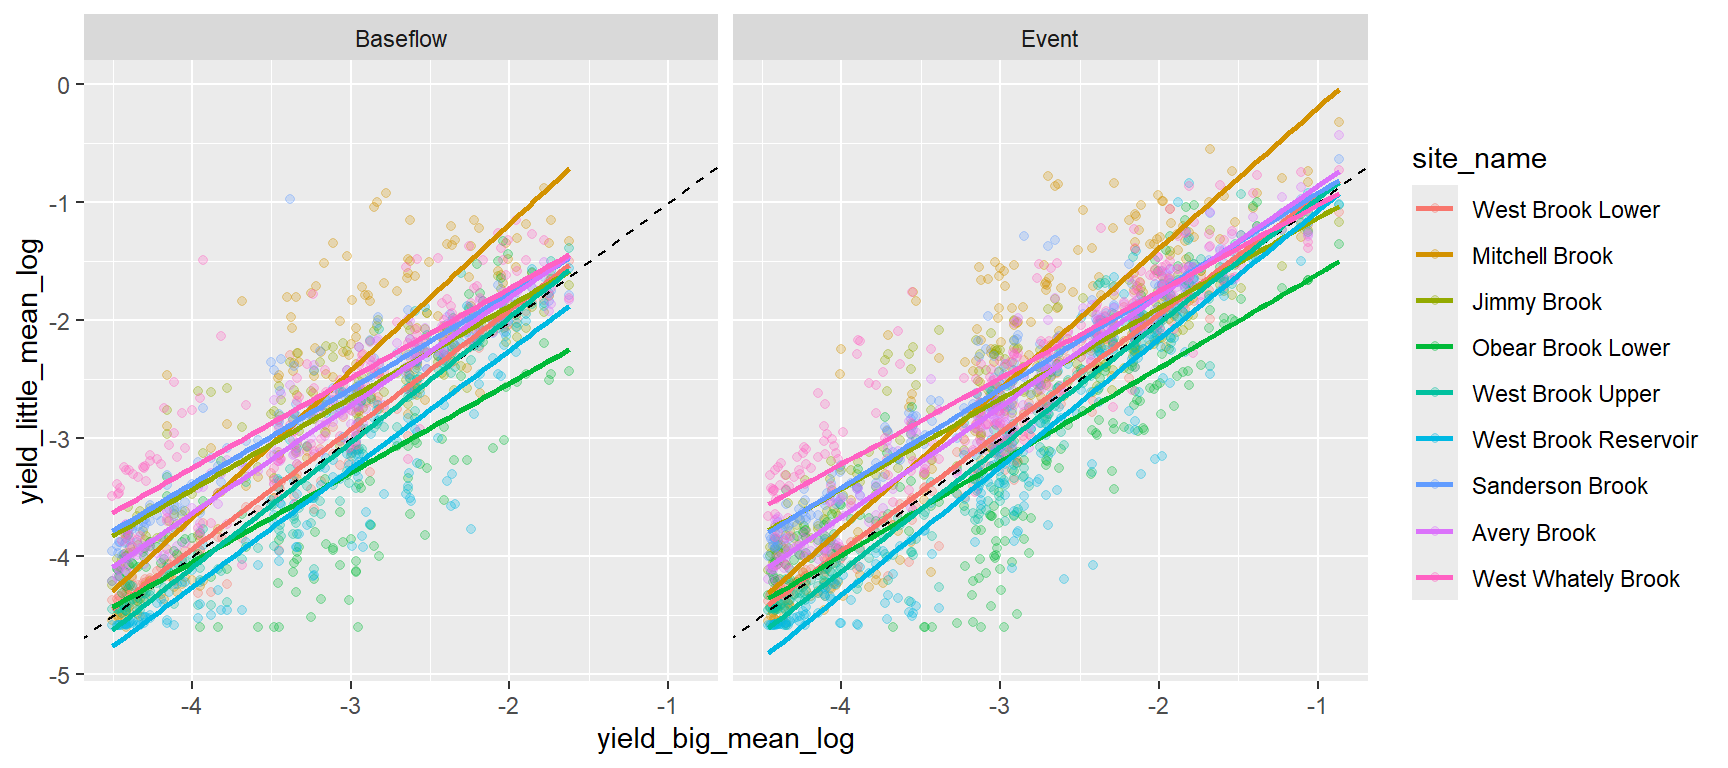 Baseflow
Event
0
-1
-2
-3
-4
-5
yield_little_mean_log
-4
-3
-2
-1
-4
-3
-2
-1
yield_big_mean_log
site_name
West Brook Lower
Mitchell Brook
Jimmy Brook
Obear Brook Lower
West Brook Upper
West Brook Reservoir
Sanderson Brook
Avery Brook
West Whately Brook